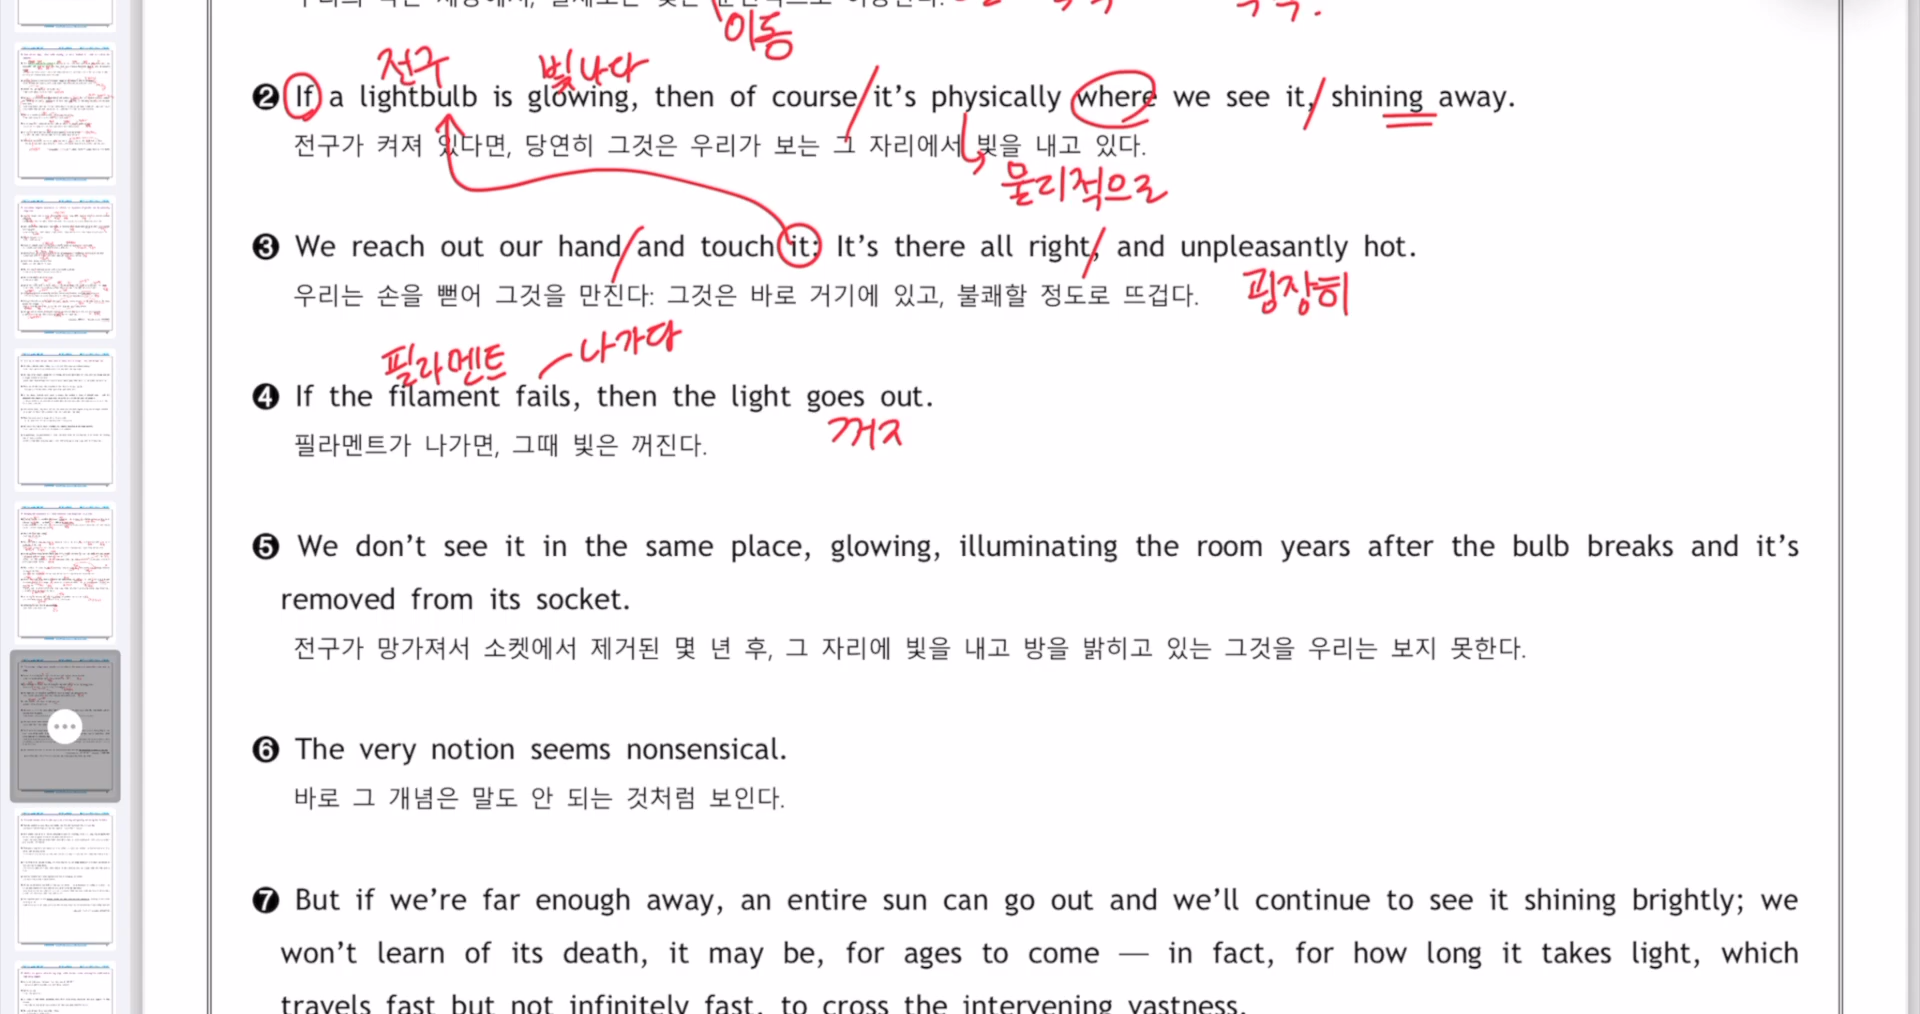 이동
전구 빛나다
❷ If a lightbulb is glowing, then of course it's physically where we see it, shining away.
전구가 켜져 있다면, 당연히 그것은 우리가 보는 그 자리에서 빛을 내고 있다.
물리적으로
❸ We reach out our hand and touch it: It's there all right, and unpleasantly hot.
우리는 손을 뻗어 그것을 만진다: 그것은 바로 거기에 있고, 불쾌할 정도로 뜨겁다.
굉장히
필라멘트 나가다
❹ If the filament fails, then the light goes out.
꺼지
필라멘트가 나가면, 그때 빛은 꺼진다.
❺ We don't see it in the same place, glowing, illuminating the room years after the bulb breaks and it's
removed from its socket.
전구가 망가져서 소켓에서 제거된 몇 년 후, 그 자리에 빛을 내고 방을 밝히고 있는 그것을 우리는 보지 못한다.
❻ The very notion seems nonsensical.
바로 그 개념은 말도 안 되는 것처럼 보인다.
❼ But if we're far enough away, an entire sun can go out and we'll continue to see it shining brightly; we
won't learn of its death, it may be, for ages to come — in fact, for how long it takes light, which
travels fast but not infinitely fast, to cross the intervening vastness.